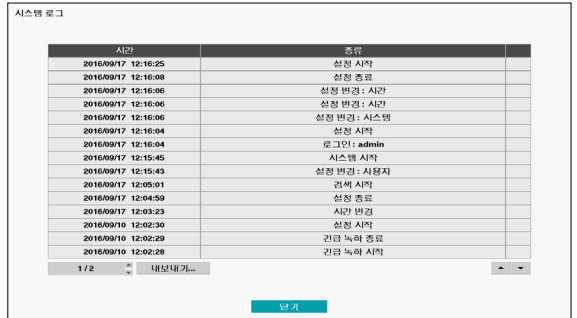 시스템 로그
시간 종류
2016/09/17 12:16:25 설정 시작
2016/09/17 12:16:08 설정 종료
2016/09/17 12:16:06 설정 변경 : 시간
2016/09/17 12:16:06 설정 변경 : 시간
2016/09/17 12:16:06 설정 변경 : 시스템
2016/09/17 12:16:04 설정 시작
2016/09/17 12:16:04 로그인 : admin
2016/09/17 12:15:45 시스템 시작
2016/09/17 12:15:43 설정 변경 : 사용자
2016/09/17 12:05:01 검색 시작
2016/09/17 12:04:59 설정 종료
2016/09/17 12:03:23 시간 변경
2016/09/10 12:02:30 설정 시작
2016/09/10 12:02:29 긴급 녹화 종료
2016/09/10 12:02:28 긴급 녹화 시작
1 / 2 내보내기...
닫기